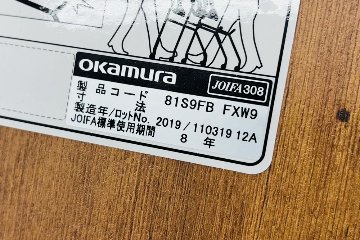 okamura
JOIFA308
製品コード 81S9FB FXW9
寸法
製造年/ロットNo. 2019/110319 12A
JOIFA標準使用期間 8年